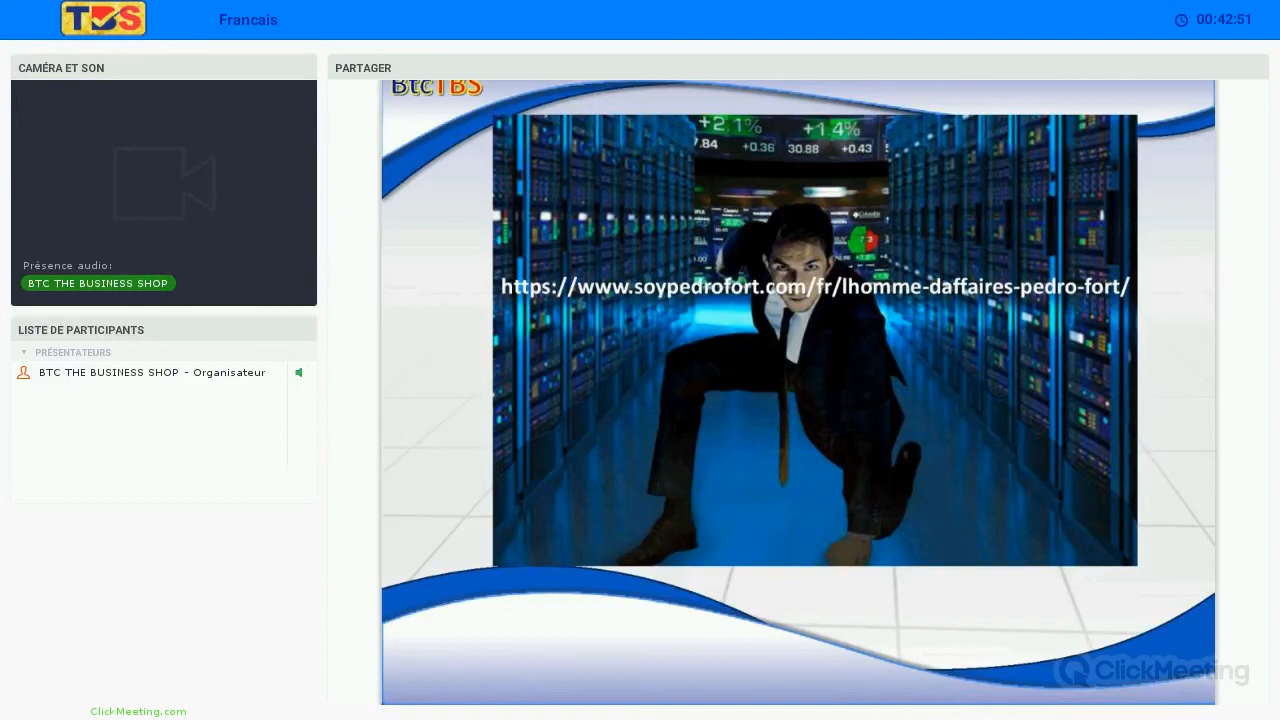 TBS
Francais
00:42:51
CAMÉRA ET SON
Présence audio:
BTC THE BUSINESS SHOP
LISTE DE PARTICIPANTS
PRÉSENTATEURS
BTC THE BUSINESS SHOP - Organisateur
ClickMeeting.com
PARTAGER
BtcTBS
+2.1% +1.4%
7.84 +0.36 30.88 +0.43
https://www.soypedrofort.com/fr/lhomme-daffaires-pedro-fort/
ClickMeeting